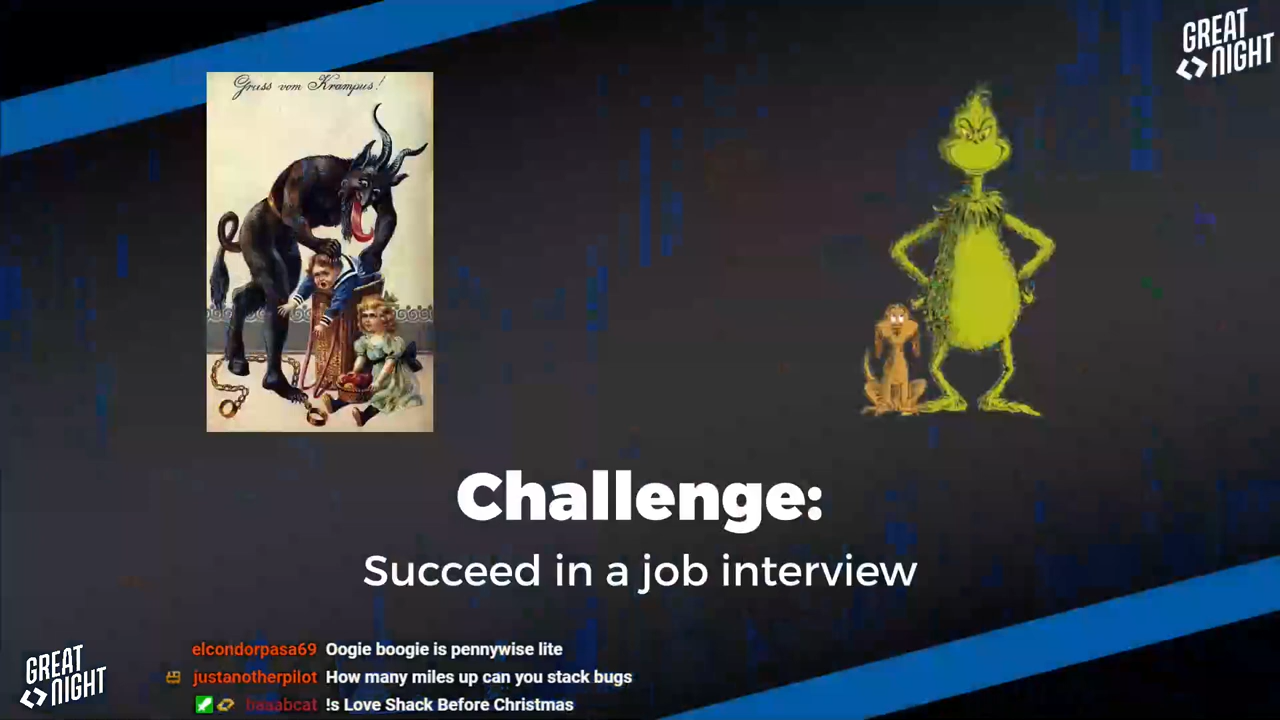 GREAT
NIGHT
Gruss vom Krampus!
Challenge:
Succeed in a job interview
elcondorpasa69 Oogie boogie is pennywise lite
justanotherpilot How many miles up can you stack bugs
!s Love Shack Before Christmas
GREAT
NIGHT